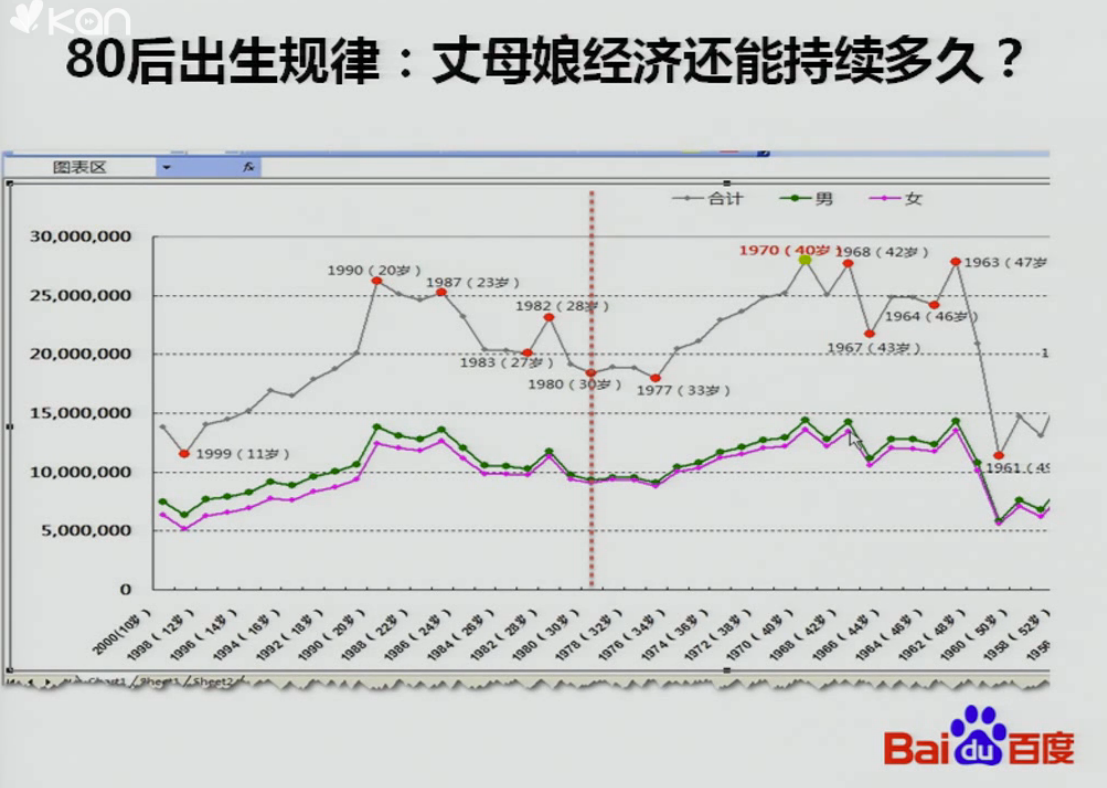 kan
80后出生规律：丈母娘经济还能持续多久？
图表区 fx
合计 男 女
30,000,000
25,000,000
20,000,000
15,000,000
10,000,000
5,000,000
0
1970（40岁）
1968（42岁）
1990（20岁）
1963（47岁
1987（23岁）
1982（28岁）
1964（46岁）
1983（27岁）
1967（43岁）
1
1980（30岁）
1977（33岁）
1999（11岁）
1961（49
2000(10岁）
1998（12岁）
1996（14岁）
1994（16岁）
1992（18岁）
1990（20岁）
1988（22岁）
1986（24岁）
1984（26岁）
1982（28岁）
1980（30岁）
1978（32岁）
1976（34岁）
1974（36岁）
1972（38岁）
1970（40岁）
1968（42岁）
1966（44岁）
1964（46岁）
1962（48岁）
1960（50岁）
1958（52岁）
1956
Chart1 Sheet1 Sheet2
Baidu百度